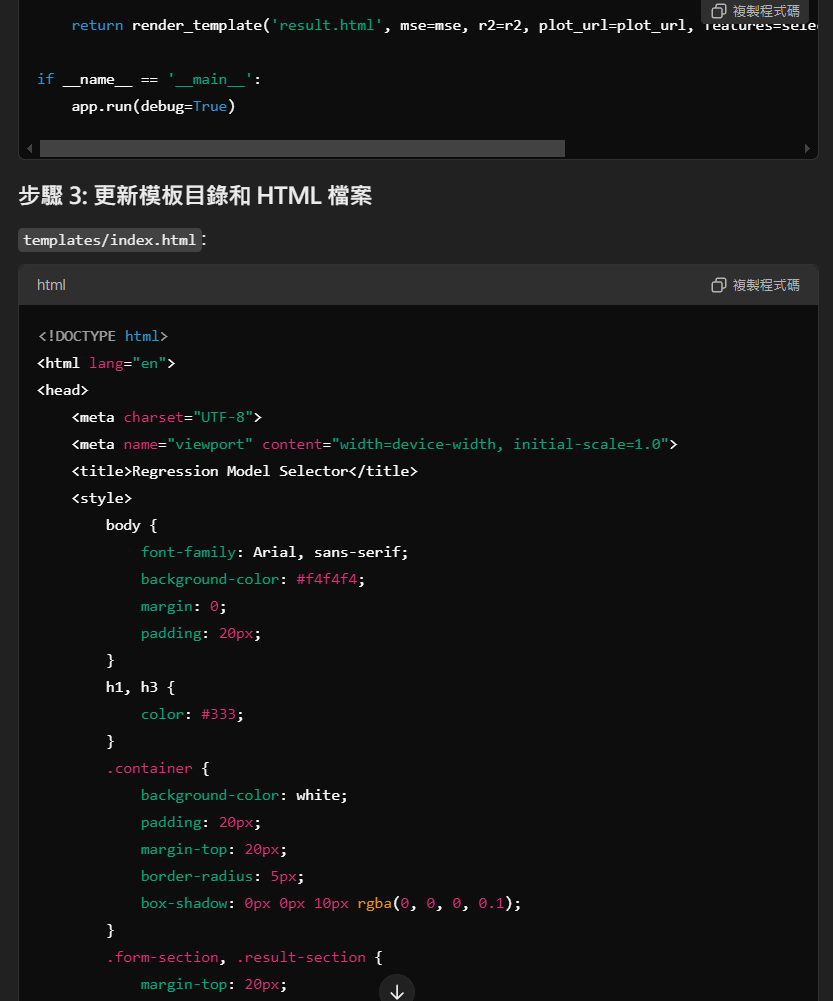 複製程式碼
return render_template('result.html', mse=mse, r2=r2, plot_url=plot_url, features=sele
if __name__ == '__main__':
app.run(debug=True)
步驟 3: 更新模板目錄和 HTML 檔案
templates/index.html:
html
複製程式碼
<!DOCTYPE html>
<html lang="en">
<head>
<meta charset="UTF-8">
<meta name="viewport" content="width=device-width, initial-scale=1.0">
<title>Regression Model Selector</title>
<style>
body {
font-family: Arial, sans-serif;
background-color: #f4f4f4;
margin: 0;
padding: 20px;
}
h1, h3 {
color: #333;
}
.container {
background-color: white;
padding: 20px;
margin-top: 20px;
border-radius: 5px;
box-shadow: 0px 0px 10px rgba(0, 0, 0, 0.1);
}
.form-section, .result-section {
margin-top: 20px;